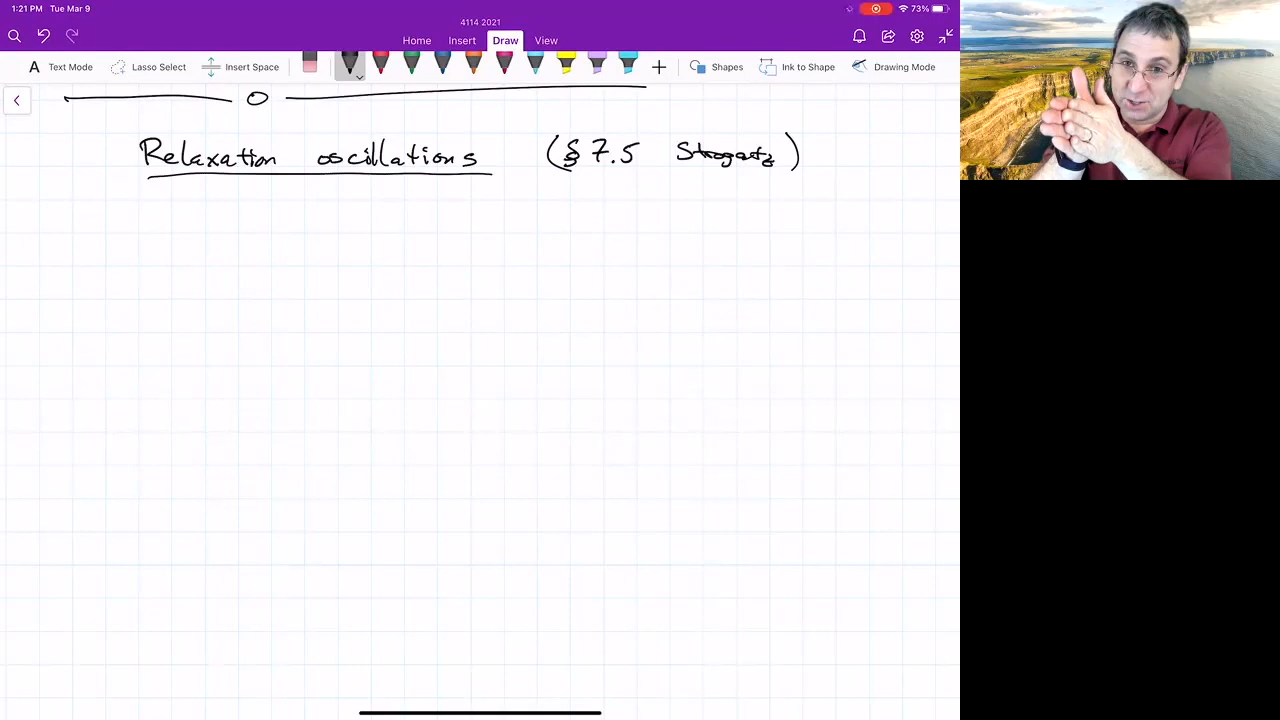 1:21 PM Tue Mar 9
73%
4114 2021
Home Insert Draw View
Text Mode Lasso Select Insert Space Shapes Ink to Shape Drawing Mode
Relaxation oscillations (§ 7.5 Strogatz)